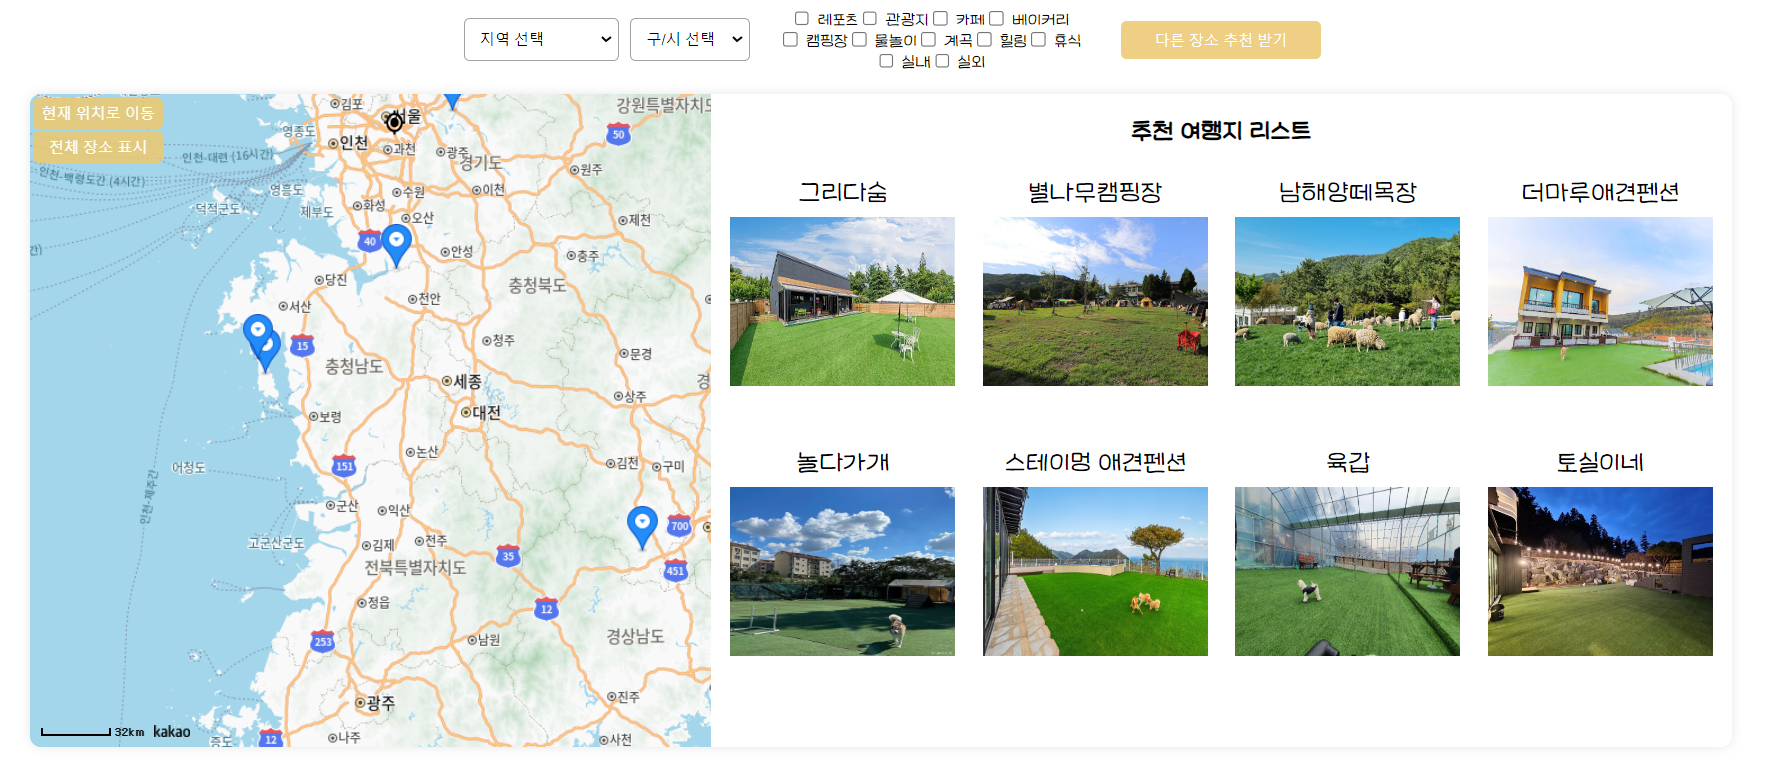 지역 선택
구/시 선택
레포츠 관광지 카페 베이커리
캠핑장 물놀이 계곡 힐링 휴식
실내 실외
다른 장소 추천 받기
현재 위치로 이동
전체 장소 표시
김포
서울
강원특별자치도
영종도
50
인천
과천
광주
경기도
인천-대련 (16시간)
원주
인천-백령도간 (4시간)
영흥도
수원
이천
덕적군도
제부도
화성
오산
제천
40
간)
안성
충주
당진
충청북도
서산
천안
15
청주
문경
충청남도
세종
경
상주
보령
대전
논산
어청도
151
김천
구미
인천-제주간
군산
익산
700
고군산군도
김제
전주
35
전북특별자치도
451
정읍
12
253
남원
경상남도
광주
진주
32km kakao
증도
12
나주
사천
추천 여행지 리스트
그리다숨
별나무캠핑장
남해양떼목장
더마루애견펜션
놀다가개
스테이멍 애견펜션
육갑
토실이네